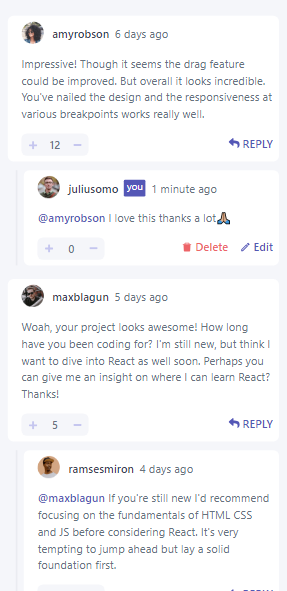 amyrobson 6 days ago
Impressive! Though it seems the drag feature
could be improved. But overall it looks incredible.
You've nailed the design and the responsiveness at
various breakpoints works really well.
+ 12 −
REPLY
juliusomo you 1 minute ago
@amyrobson I love this thanks a lot🙏🏽
+ 0 −
Delete Edit
maxblagun 5 days ago
Woah, your project looks awesome! How long
have you been coding for? I'm still new, but think I
want to dive into React as well soon. Perhaps you
can give me an insight on where I can learn React?
Thanks!
+ 5 −
REPLY
ramsesmiron 4 days ago
@maxblagun If you're still new I'd recommend
focusing on the fundamentals of HTML CSS
and JS before considering React. It's very
tempting to jump ahead but lay a solid
foundation first.